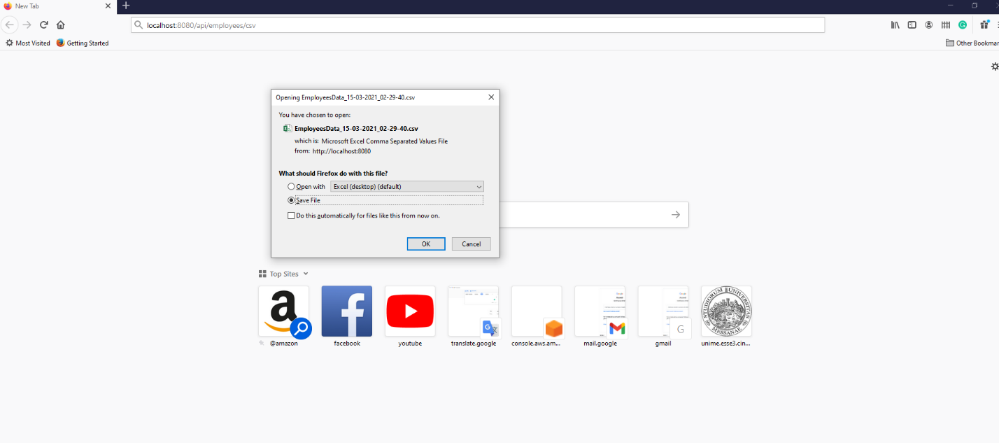 New Tab
localhost:8080/api/employees/csv
Most Visited
Getting Started
Other Bookmar
Opening EmployeesData_15-03-2021_02-29-40.csv
You have chosen to open:
EmployeesData_15-03-2021_02-29-40.csv
which is: Microsoft Excel Comma Separated Values File
from: http://localhost:8080
What should Firefox do with this file?
Open with Excel (desktop) (default)
Save File
Do this automatically for files like this from now on.
OK Cancel
Top Sites
@amazon facebook youtube translate.google console.aws.am... mail.google gmail unime.esse3.cin...